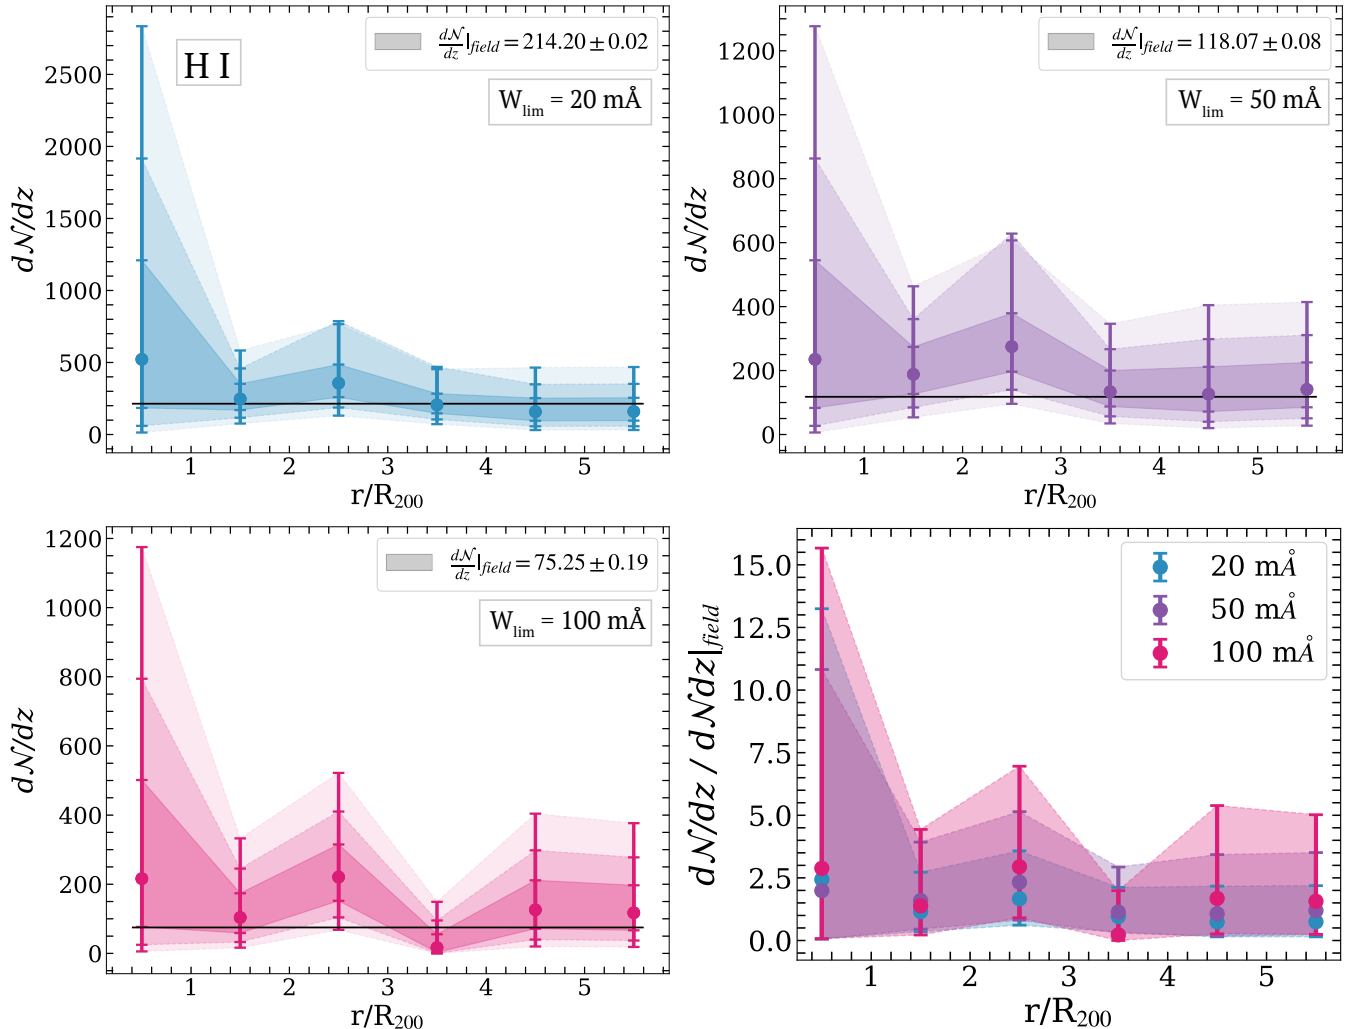 H I
d𝒩/dz|field = 214.20 ± 0.02
Wlim = 20 mÅ
2500
2000
1500
1000
500
0
d𝒩/dz
1 2 3 4 5
r/R200
d𝒩/dz|field = 118.07 ± 0.08
Wlim = 50 mÅ
1200
1000
800
600
400
200
0
d𝒩/dz
1 2 3 4 5
r/R200
d𝒩/dz|field = 75.25 ± 0.19
Wlim = 100 mÅ
1200
1000
800
600
400
200
0
d𝒩/dz
1 2 3 4 5
r/R200
20 mÅ
50 mÅ
100 mÅ
15.0
12.5
10.0
7.5
5.0
2.5
0.0
d𝒩/dz / d𝒩dz|field
1 2 3 4 5
r/R200